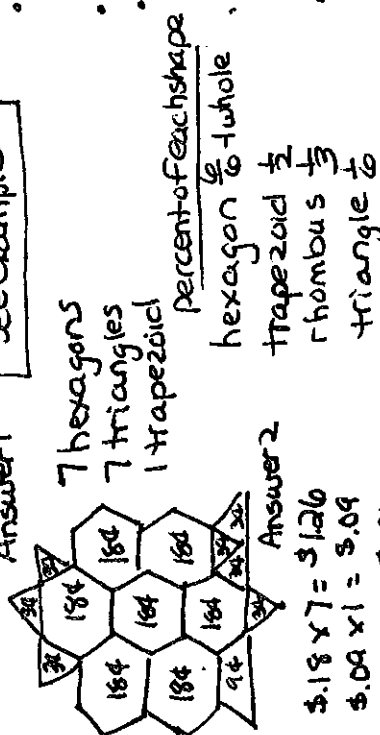 See example
Answer 1
7 hexagons
7 triangles
1 trapezoid
3¢
3¢ 3¢
18¢
18¢ 18¢
18¢
18¢ 18¢
18¢
9¢ 3¢ 3¢ 3¢
3¢
percent of each shape
hexagon 6/6 1 whole
trapezoid 1/2
rhombus 1/3
triangle 1/6
Answer 2
$.18 x 7 = $1.26
$.09 x 1 = $.09